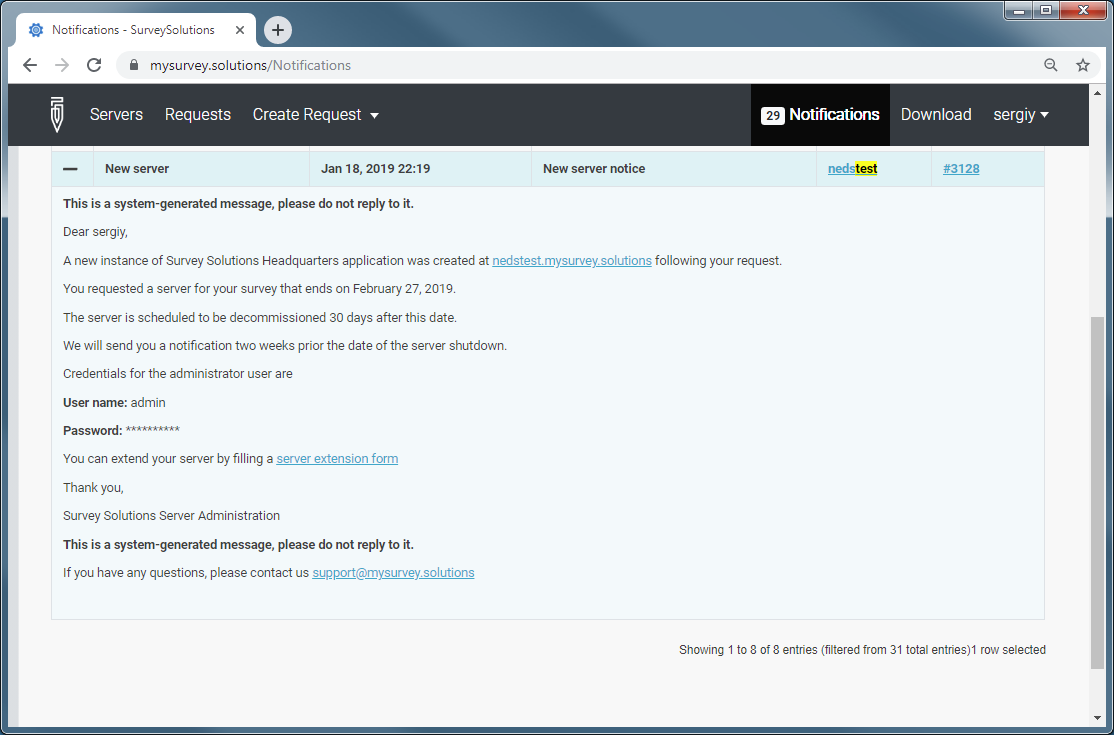 Notifications - SurveySolutions
mysurvey.solutions/Notifications
Servers Requests Create Request 29 Notifications Download sergiy
New server Jan 18, 2019 22:19 New server notice nedstest #3128
This is a system-generated message, please do not reply to it.
Dear sergiy,
A new instance of Survey Solutions Headquarters application was created at nedstest.mysurvey.solutions following your request.
You requested a server for your survey that ends on February 27, 2019.
The server is scheduled to be decommissioned 30 days after this date.
We will send you a notification two weeks prior the date of the server shutdown.
Credentials for the administrator user are
User name: admin
Password: **********
You can extend your server by filling a server extension form
Thank you,
Survey Solutions Server Administration
This is a system-generated message, please do not reply to it.
If you have any questions, please contact us support@mysurvey.solutions
Showing 1 to 8 of 8 entries (filtered from 31 total entries)1 row selected